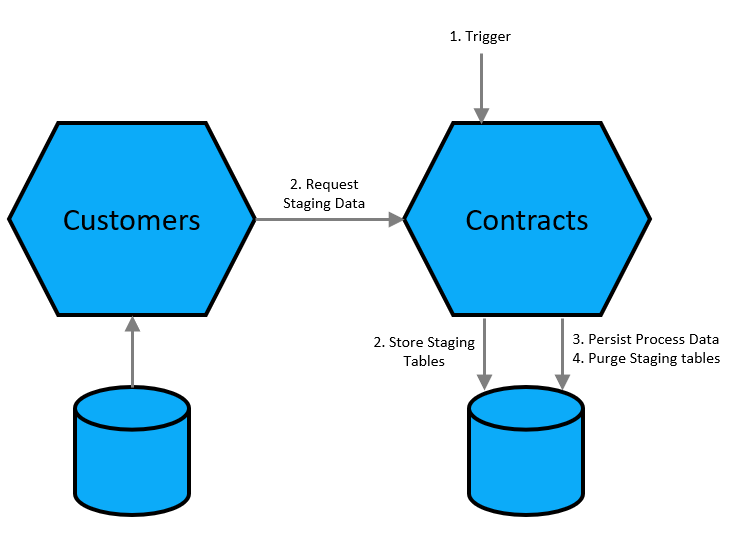 1. Trigger
2. Request
Staging Data
Customers
Contracts
2. Store Staging
Tables
3. Persist Process Data
4. Purge Staging tables